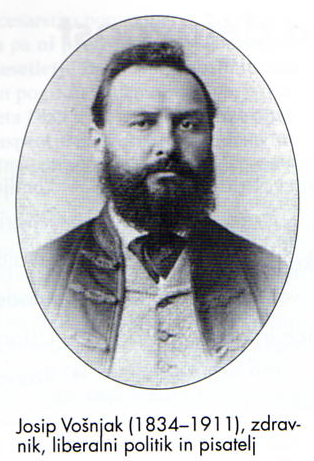 Josip Vošnjak (1834–1911), zdrav-
nik, liberalni politik in pisatelj